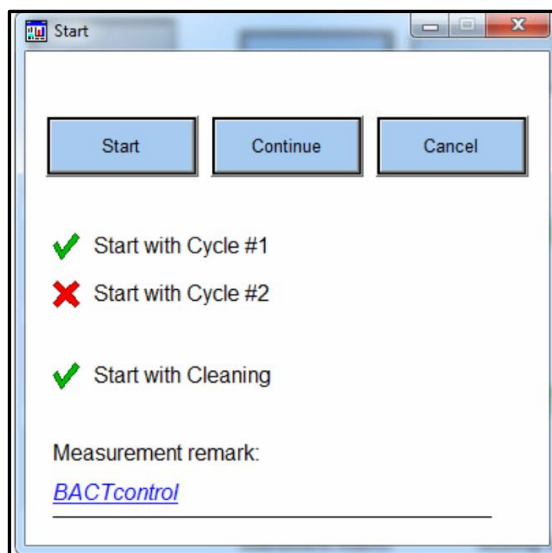 Start
Start Continue Cancel
Start with Cycle #1
Start with Cycle #2
Start with Cleaning
Measurement remark:
BACTcontrol